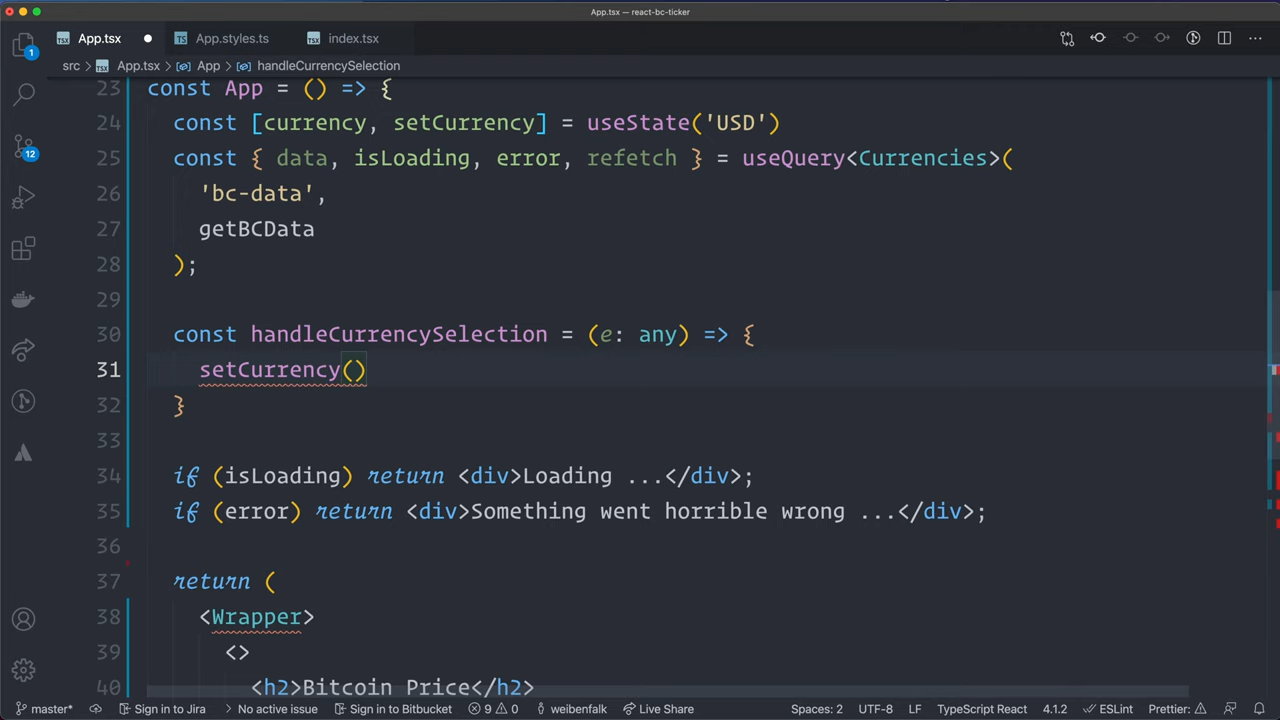 App.tsx — react-bc-ticker
App.tsx App.styles.ts index.tsx
1
src > App.tsx > App > handleCurrencySelection
23 const App = () => {
24 const [currency, setCurrency] = useState('USD')
25 const { data, isLoading, error, refetch } = useQuery<Currencies>(
26 'bc-data',
27 getBCData
12
28 );
29
30 const handleCurrencySelection = (e: any) => {
31 setCurrency()
32 }
33
34 if (isLoading) return <div>Loading ...</div>;
35 if (error) return <div>Something went horrible wrong ...</div>;
36
37 return (
38 <Wrapper>
39 <>
40 <h2>Bitcoin Price</h2>
master* Sign in to Jira No active issue Sign in to Bitbucket 9 0 weibenfalk Live Share Spaces: 2 UTF-8 LF TypeScript React 4.1.2 ESLint Prettier: